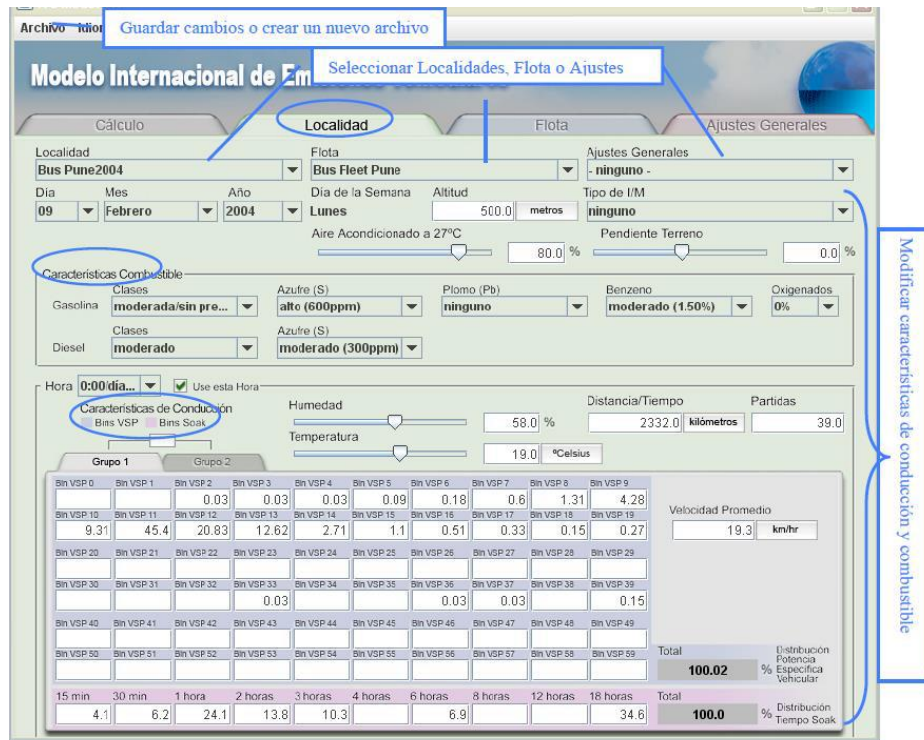 Archivo Idior
Guardar cambios o crear un nuevo archivo
Modelo Internacional de
Seleccionar Localidades, Flota o Ajustes
Cálculo Localidad Flota Ajustes Generales
Localidad Flota Ajustes Generales
Bus Pune2004 Bus Fleet Pune - ninguno -
Día Mes Año Día de la Semana Altitud Tipo de I/M
09 Febrero 2004 Lunes 500.0 metros ninguno
Aire Acondicionado a 27ºC Pendiente Terreno
80.0 % 0.0 %
Características Combustible
Clases Azufre (S) Plomo (Pb) Benzeno Oxigenados
Gasolina moderada/sin pre... alto (600ppm) ninguno moderado (1.50%) 0%
Clases Azufre (S)
Diesel moderado moderado (300ppm)
Hora 0:00/día... Use esta Hora
Características de Conducción Humedad Distancia/Tiempo Partidas
Bins VSP Bins Soak 58.0 % 2332.0 kilómetros 39.0
Temperatura
19.0 ºCelsius
Grupo 1 Grupo 2
Bin VSP 0 Bin VSP 1 Bin VSP 2 Bin VSP 3 Bin VSP 4 Bin VSP 5 Bin VSP 6 Bin VSP 7 Bin VSP 8 Bin VSP 9
0.03 0.03 0.03 0.09 0.18 0.6 1.31 4.28
Bin VSP 10 Bin VSP 11 Bin VSP 12 Bin VSP 13 Bin VSP 14 Bin VSP 15 Bin VSP 16 Bin VSP 17 Bin VSP 18 Bin VSP 19
9.31 45.4 20.83 12.62 2.71 1.1 0.51 0.33 0.15 0.27
Velocidad Promedio
19.3 km/hr
Bin VSP 20 Bin VSP 21 Bin VSP 22 Bin VSP 23 Bin VSP 24 Bin VSP 25 Bin VSP 26 Bin VSP 27 Bin VSP 28 Bin VSP 29
Bin VSP 30 Bin VSP 31 Bin VSP 32 Bin VSP 33 Bin VSP 34 Bin VSP 35 Bin VSP 36 Bin VSP 37 Bin VSP 38 Bin VSP 39
0.03 0.03 0.03 0.15
Bin VSP 40 Bin VSP 41 Bin VSP 42 Bin VSP 43 Bin VSP 44 Bin VSP 45 Bin VSP 46 Bin VSP 47 Bin VSP 48 Bin VSP 49
Bin VSP 50 Bin VSP 51 Bin VSP 52 Bin VSP 53 Bin VSP 54 Bin VSP 55 Bin VSP 56 Bin VSP 57 Bin VSP 58 Bin VSP 59
Total
100.02 % Distribución
Potencia
Específica
Vehicular
15 min 30 min 1 hora 2 horas 3 horas 4 horas 6 horas 8 horas 12 horas 18 horas Total
4.1 6.2 24.1 13.8 10.3 6.9 34.6 100.0 % Distribución
Tiempo Soak
Modificar características de conducción y combustible